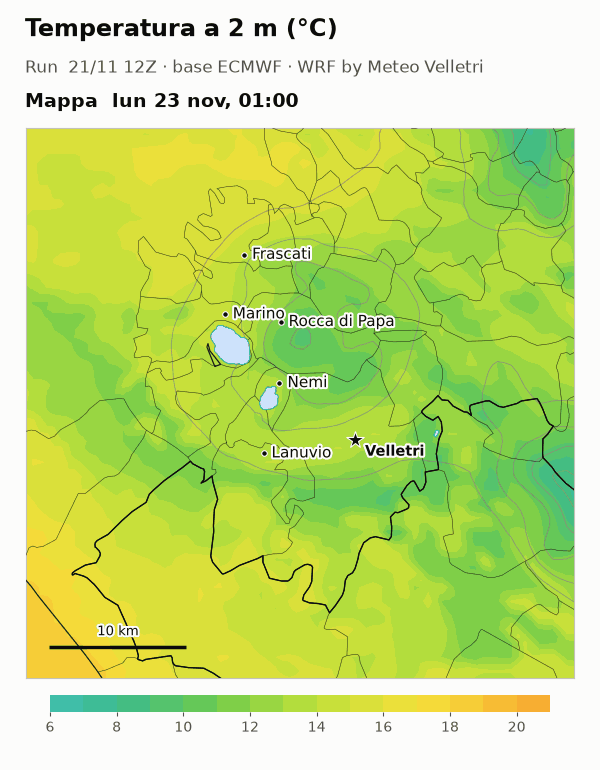 Temperatura a 2 m (°C)
Run 21/11 12Z · base ECMWF · WRF by Meteo Velletri
Mappa lun 23 nov, 01:00
Frascati
Marino
Rocca di Papa
Nemi
Velletri
Lanuvio
10 km
6 8 10 12 14 16 18 20